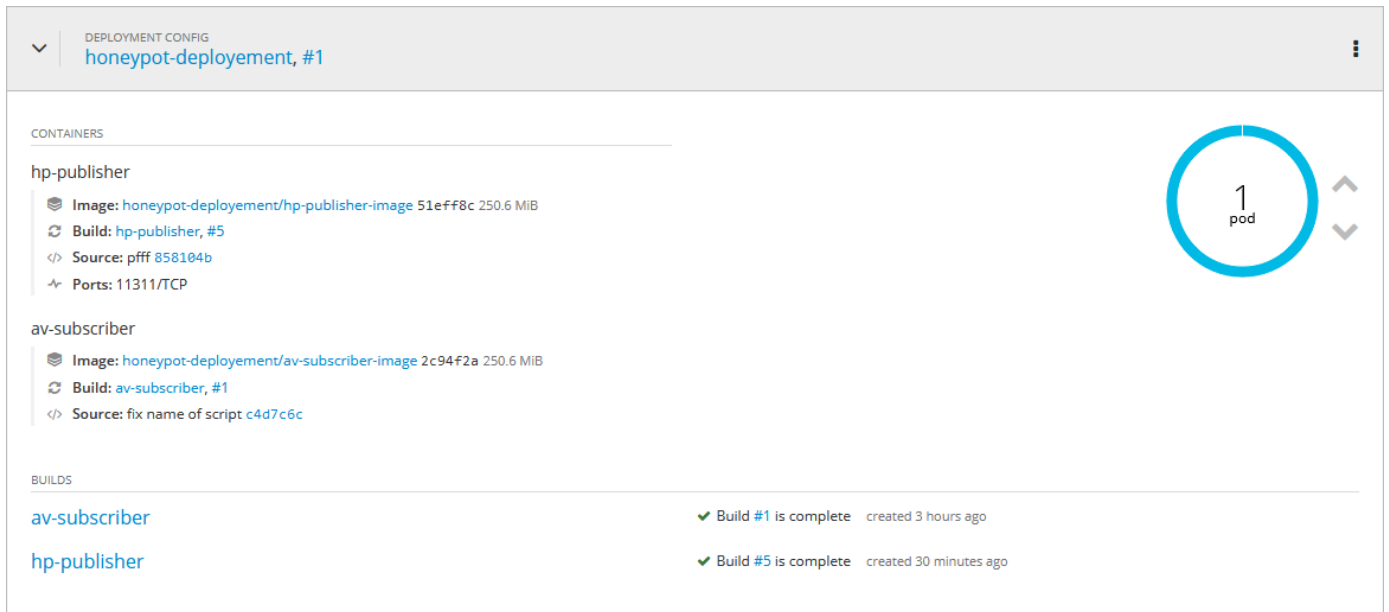 DEPLOYMENT CONFIG
honeypot-deployement, #1
CONTAINERS
hp-publisher
Image: honeypot-deployement/hp-publisher-image 51eff8c 250.6 MiB
Build: hp-publisher, #5
Source: pfff 858104b
Ports: 11311/TCP
1
pod
av-subscriber
Image: honeypot-deployement/av-subscriber-image 2c94f2a 250.6 MiB
Build: av-subscriber, #1
Source: fix name of script c4d7c6c
BUILDS
av-subscriber Build #1 is complete created 3 hours ago
hp-publisher Build #5 is complete created 30 minutes ago